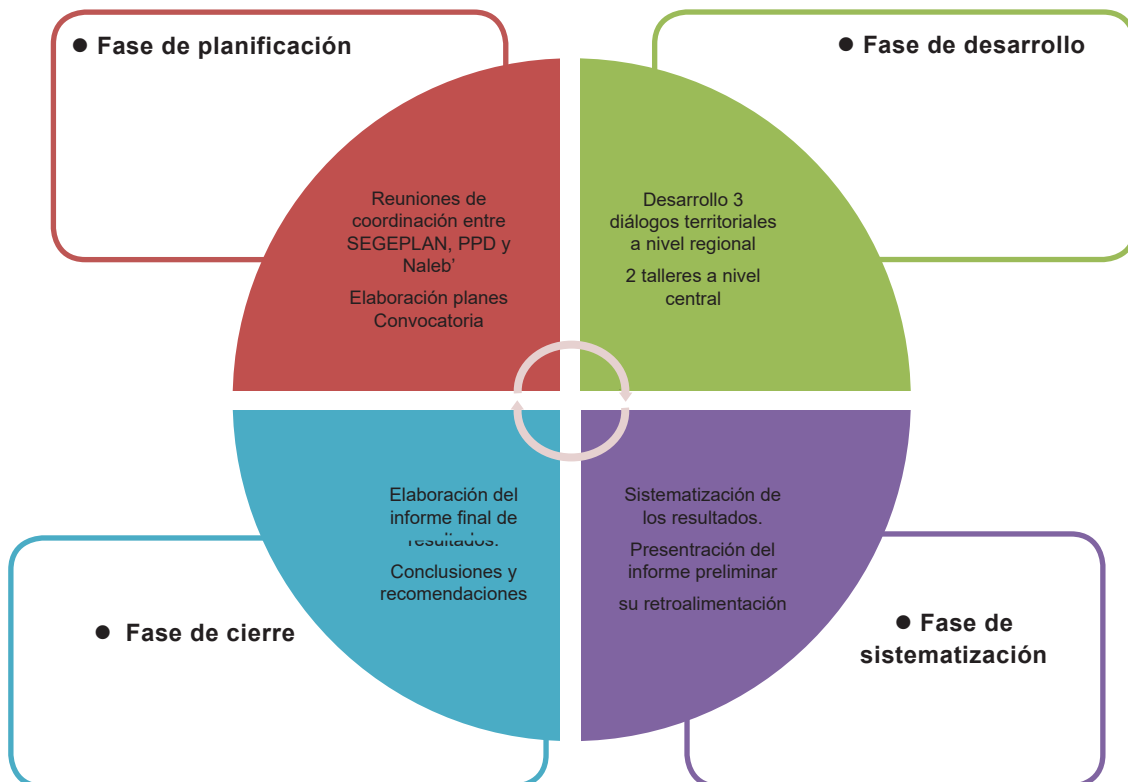 ● Fase de planificación
Reuniones de
coordinación entre
SEGEPLAN, PPD y
Naleb’
Elaboración planes
Convocatoria
● Fase de desarrollo
Desarrollo 3
diálogos territoriales
a nivel regional
2 talleres a nivel
central
Elaboración del
informe final de
resultados.
Conclusiones y
recomendaciones
● Fase de cierre
Sistematización de
los resultados.
Presentración del
informe preliminar
su retroalimentación
● Fase de
sistematización